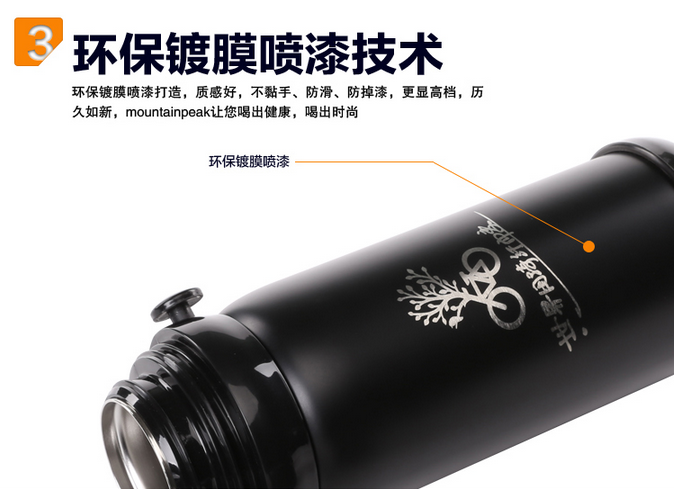 3
环保镀膜喷漆技术
环保镀膜喷漆打造，质感好，不黏手、防滑、防掉漆，更显高档，历
久如新，mountainpeak让您喝出健康，喝出时尚
环保镀膜喷漆